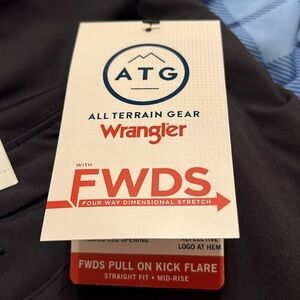 ATG
ALL TERRAIN GEAR
Wrangler
WITH
FWDS
FOUR WAY DIMENSIONAL STRETCH
OPENING
REFLECTIVE
LOGO AT HEM
FWDS PULL ON KICK FLARE
STRAIGHT FIT • MID-RISE